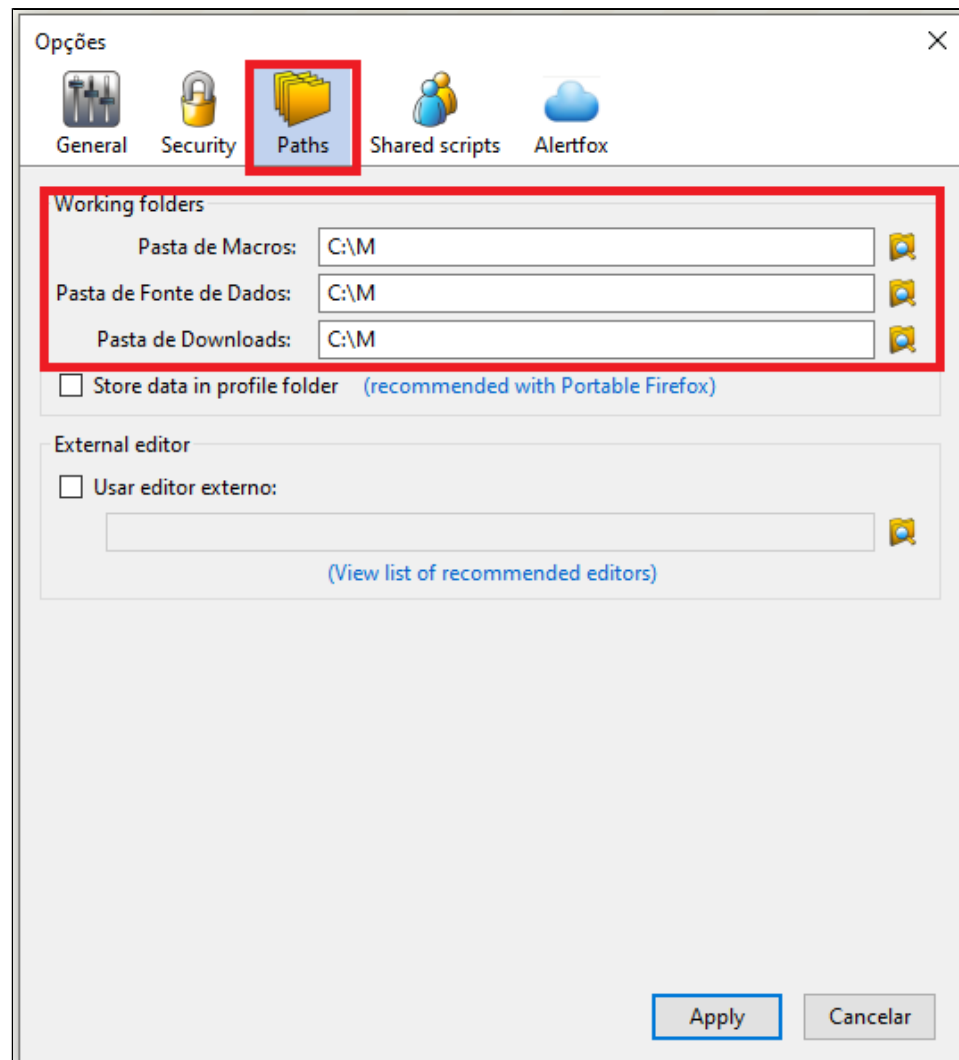 Opções
General Security Paths Shared scripts Alertfox
Working folders
Pasta de Macros: C:\M
Pasta de Fonte de Dados: C:\M
Pasta de Downloads: C:\M
Store data in profile folder (recommended with Portable Firefox)
External editor
Usar editor externo:
(View list of recommended editors)
Apply Cancelar